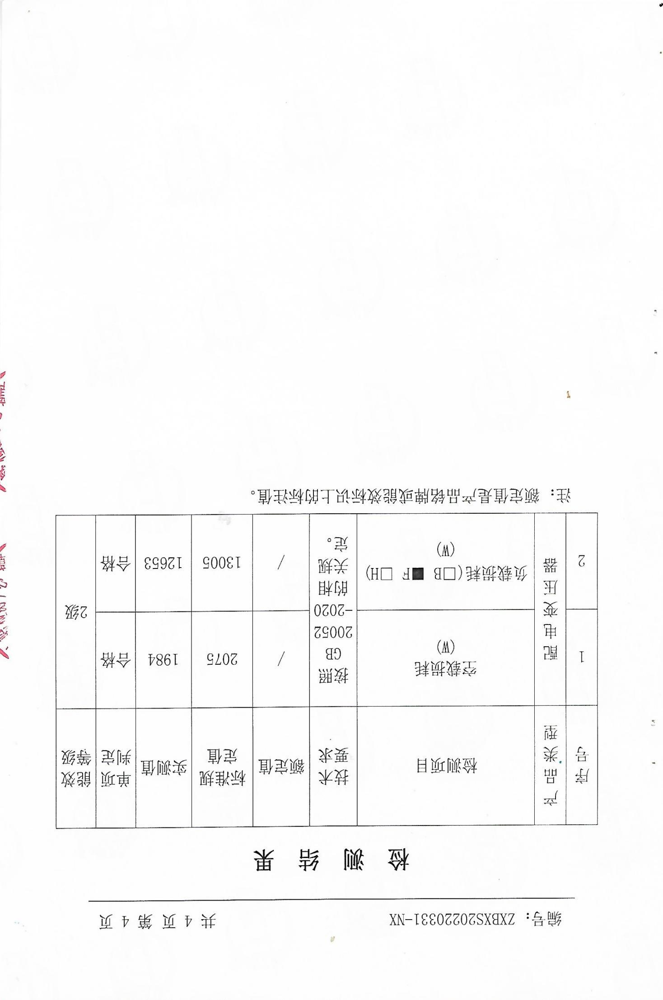 编号：ZXBXS20220331-NX 共 4 页 第 4 页
检 测 结 果
序号 产品类型 检测项目 技术要求 额定值 标准规定值 实测值 单项判定 能效等级
1 配电变压器 空载损耗(W) 按照GB 20052-2020的相关规定。 / 2075 1984 合格 2级
2 负载损耗(□B ■F □H)(W) / 13005 12653 合格
注：额定值是产品铭牌或能效标识上的标注值。